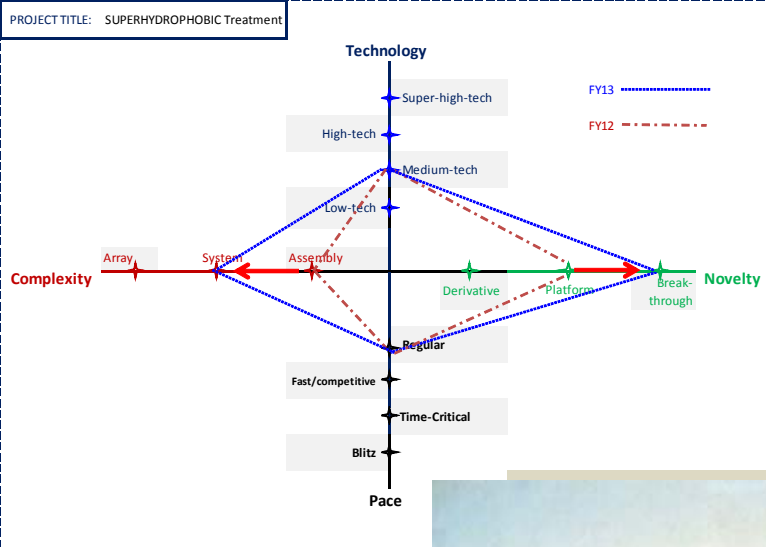 PROJECT TITLE: SUPERHYDROPHOBIC Treatment
Technology
Super-high-tech
FY13
High-tech
FY12
Medium-tech
Low-tech
Array
System
Assembly
Complexity
Novelty
Derivative
Platform
Break-
through
Regular
Fast/competitive
Time-Critical
Blitz
Pace